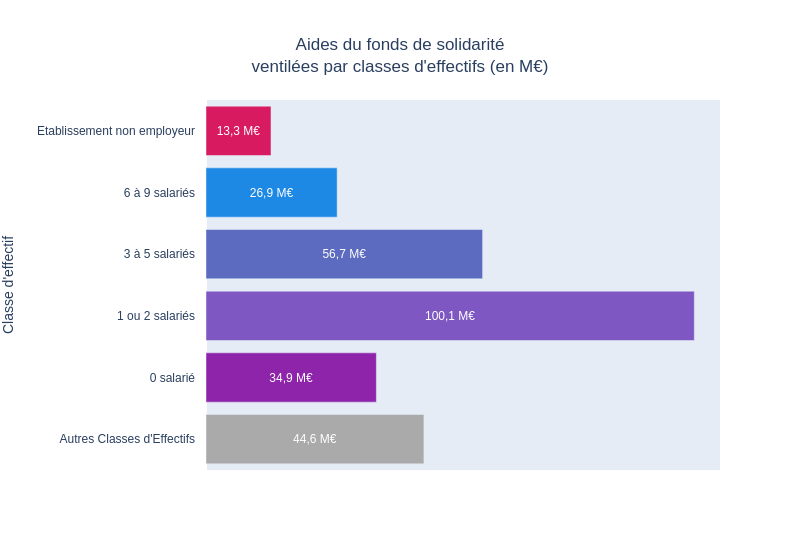 Aides du fonds de solidarité
ventilées par classes d'effectifs (en M€)
Classe d'effectif
Etablissement non employeur
13,3 M€
6 à 9 salariés
26,9 M€
3 à 5 salariés
56,7 M€
1 ou 2 salariés
100,1 M€
0 salarié
34,9 M€
Autres Classes d'Effectifs
44,6 M€